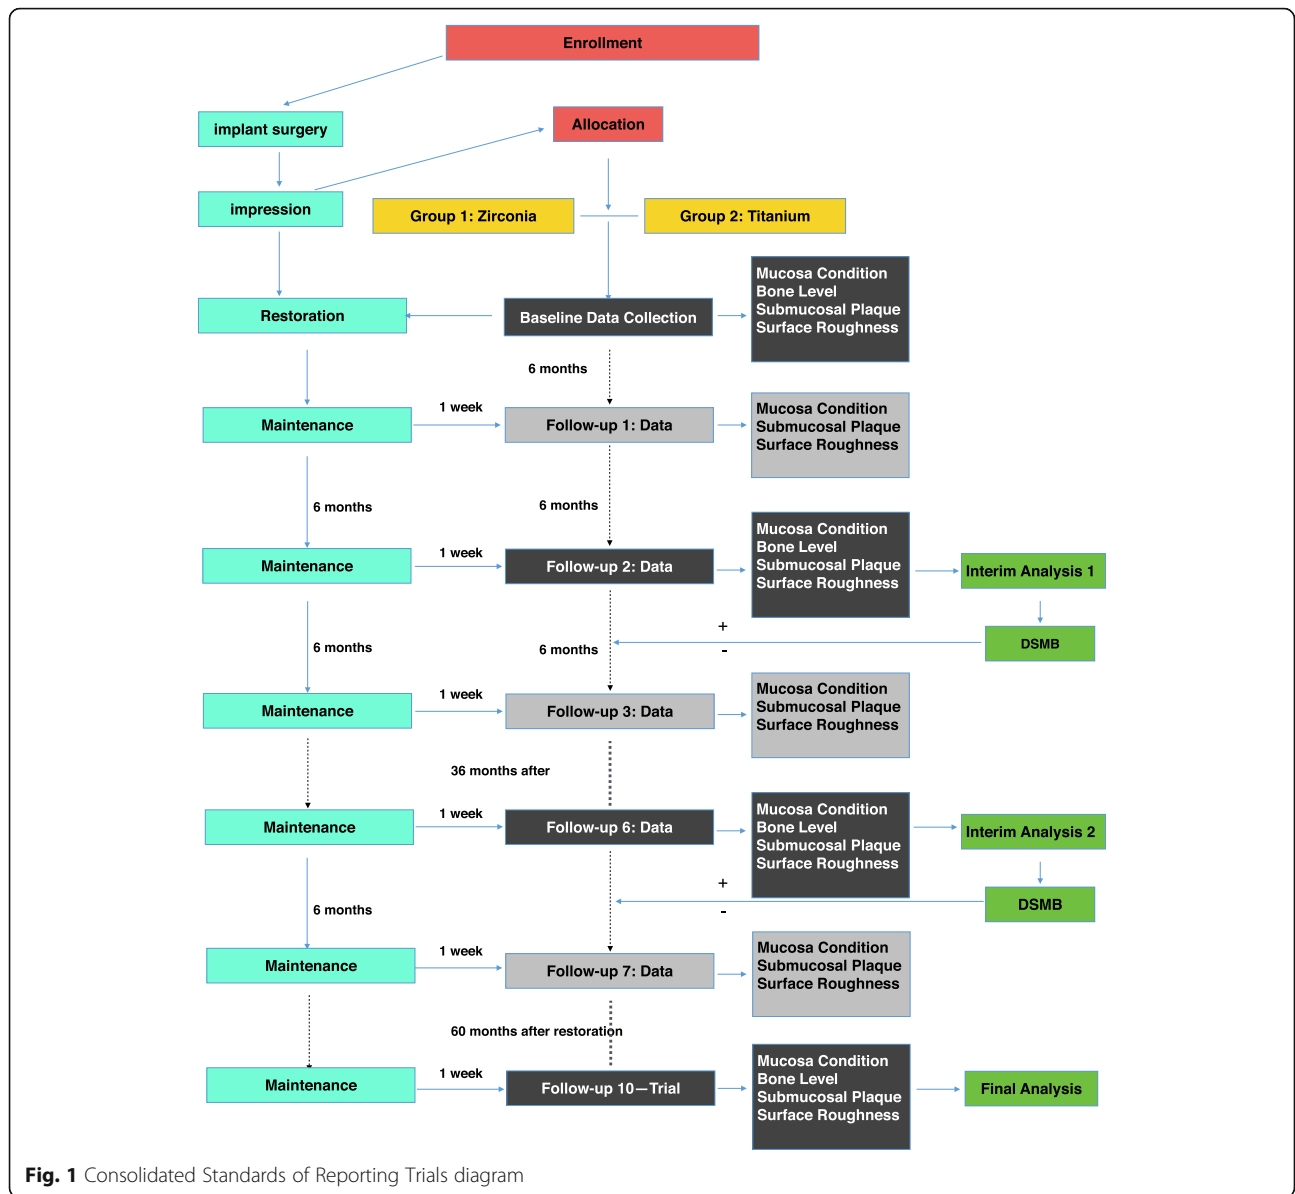 Enrollment
implant surgery
Allocation
impression
Group 1: Zirconia
Group 2: Titanium
Restoration
Baseline Data Collection
Mucosa Condition
Bone Level
Submucosal Plaque
Surface Roughness
6 months
Maintenance
1 week
Follow-up 1: Data
Mucosa Condition
Submucosal Plaque
Surface Roughness
6 months
6 months
Maintenance
1 week
Follow-up 2: Data
Mucosa Condition
Bone Level
Submucosal Plaque
Surface Roughness
Interim Analysis 1
6 months
6 months
+
-
DSMB
Maintenance
1 week
Follow-up 3: Data
Mucosa Condition
Submucosal Plaque
Surface Roughness
36 months after
Maintenance
1 week
Follow-up 6: Data
Mucosa Condition
Bone Level
Submucosal Plaque
Surface Roughness
Interim Analysis 2
6 months
+
-
DSMB
Maintenance
1 week
Follow-up 7: Data
Mucosa Condition
Submucosal Plaque
Surface Roughness
60 months after restoration
Maintenance
1 week
Follow-up 10—Trial
Mucosa Condition
Bone Level
Submucosal Plaque
Surface Roughness
Final Analysis
Fig. 1 Consolidated Standards of Reporting Trials diagram